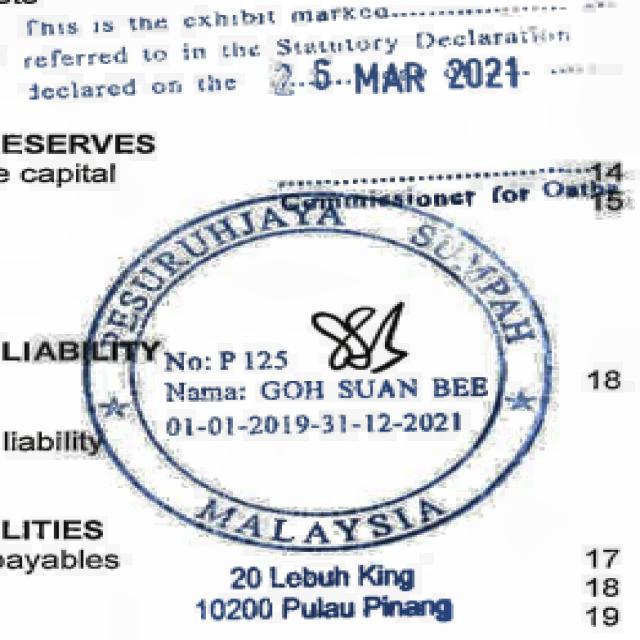 This is the exhibit marked..............................
referred to in the Statutory Declaration
declared on the 25 MAR 2021
ESERVES
e capital
14
Commissioner for Oaths
15
PESURUHJAYA SUMPAH
LIABILITY
No: P 125
Nama: GOH SUAN BEE
18
01-01-2019-31-12-2021
liability
MALAYSIA
LITIES
payables
17
20 Lebuh King
18
10200 Pulau Pinang
19